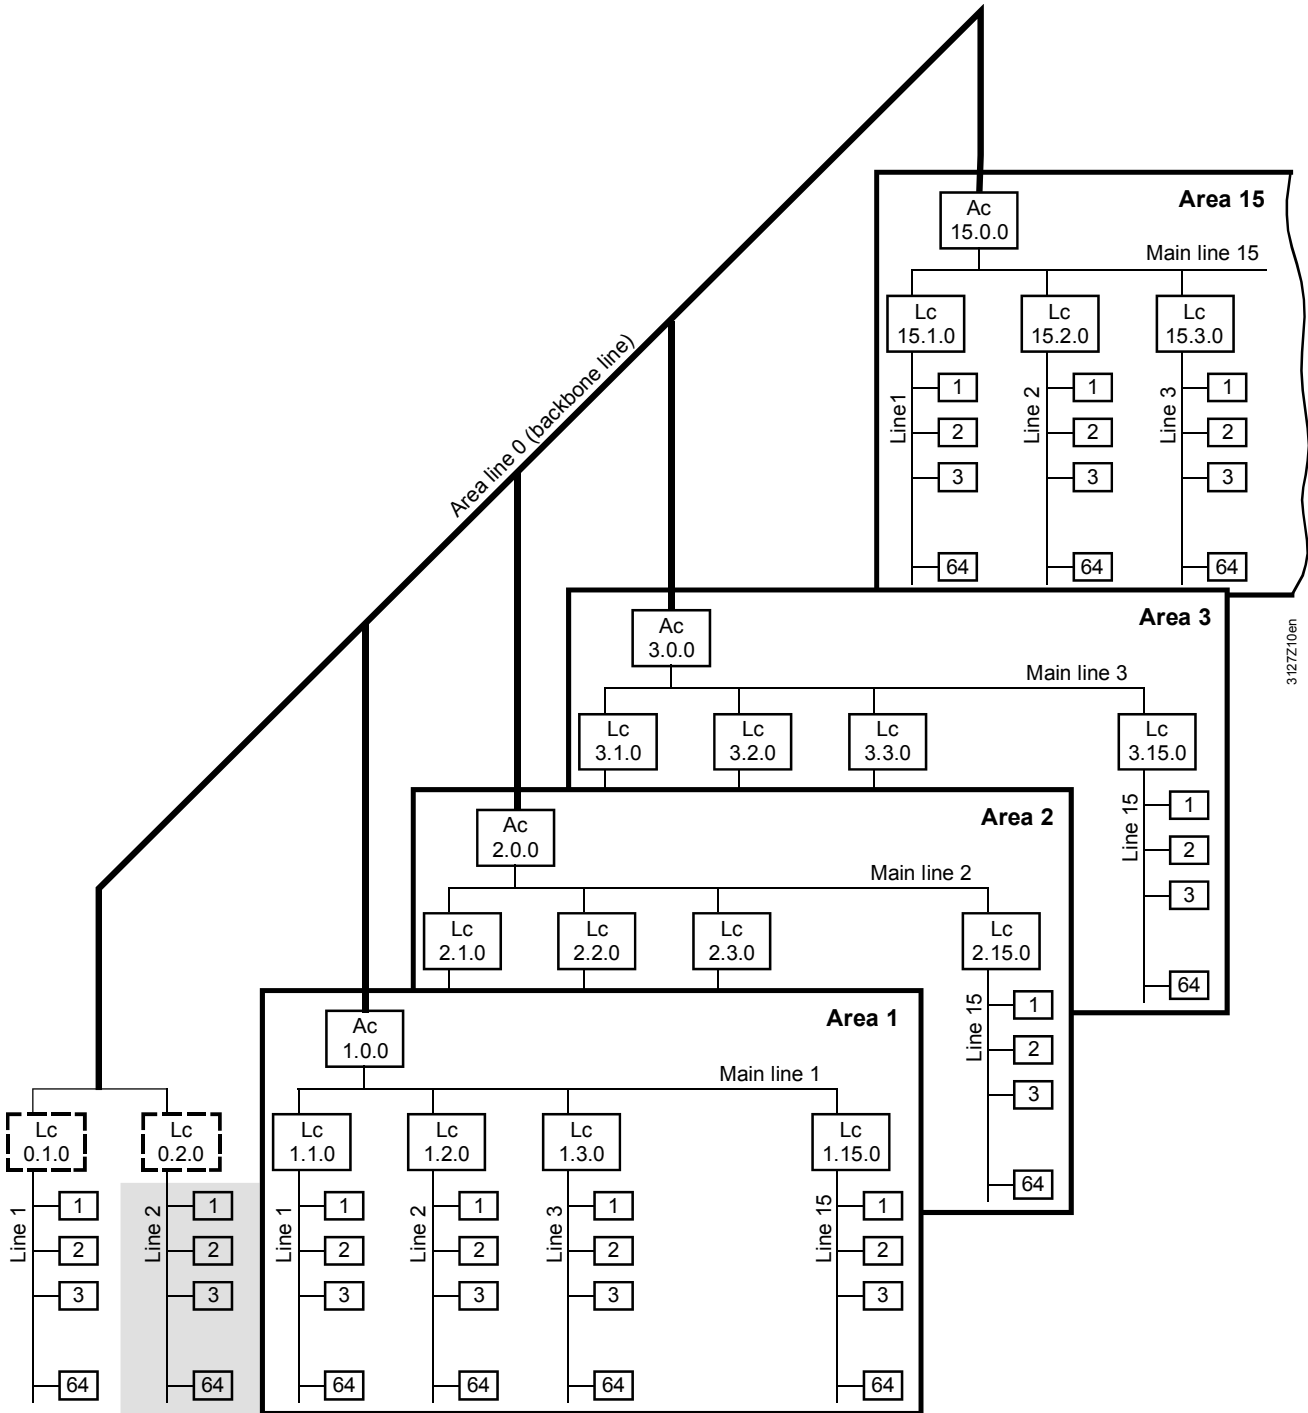 Area 15
Ac
15.0.0
Main line 15
Lc
15.1.0
Lc
15.2.0
Lc
15.3.0
Line1
1
2
3
64
Line 2
1
2
3
64
Line 3
1
2
3
64
Area line 0 (backbone line)
3127Z10en
Area 3
Ac
3.0.0
Main line 3
Lc
3.1.0
Lc
3.2.0
Lc
3.3.0
Lc
3.15.0
Line 15
1
2
3
64
Area 2
Ac
2.0.0
Main line 2
Lc
2.1.0
Lc
2.2.0
Lc
2.3.0
Lc
2.15.0
Line 15
1
2
3
64
Area 1
Ac
1.0.0
Main line 1
Lc
0.1.0
Lc
0.2.0
Lc
1.1.0
Lc
1.2.0
Lc
1.3.0
Lc
1.15.0
Line 1
1
2
3
64
Line 2
1
2
3
64
Line 1
1
2
3
64
Line 2
1
2
3
64
Line 3
1
2
3
64
Line 15
1
2
3
64